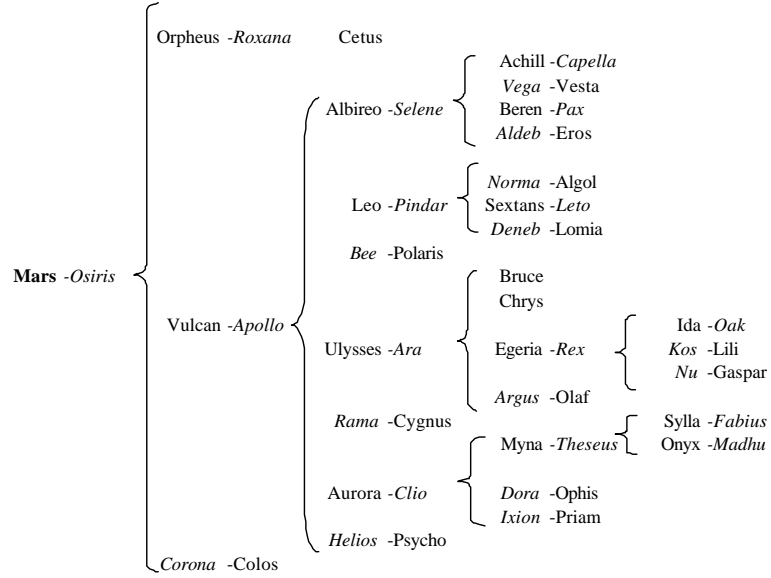 Orpheus -Roxana Cetus
Achill -Capella
Vega -Vesta
Albireo -Selene
Beren -Pax
Aldeb -Eros
Norma -Algol
Leo -Pindar
Sextans -Leto
Deneb -Lomia
Bee -Polaris
Mars -Osiris
Bruce
Chrys
Vulcan -Apollo
Ida -Oak
Ulysses -Ara
Egeria -Rex
Kos -Lili
Nu -Gaspar
Argus -Olaf
Rama -Cygnus
Sylla -Fabius
Myna -Theseus
Onyx -Madhu
Aurora -Clio
Dora -Ophis
Ixion -Priam
Helios -Psycho
Corona -Colos